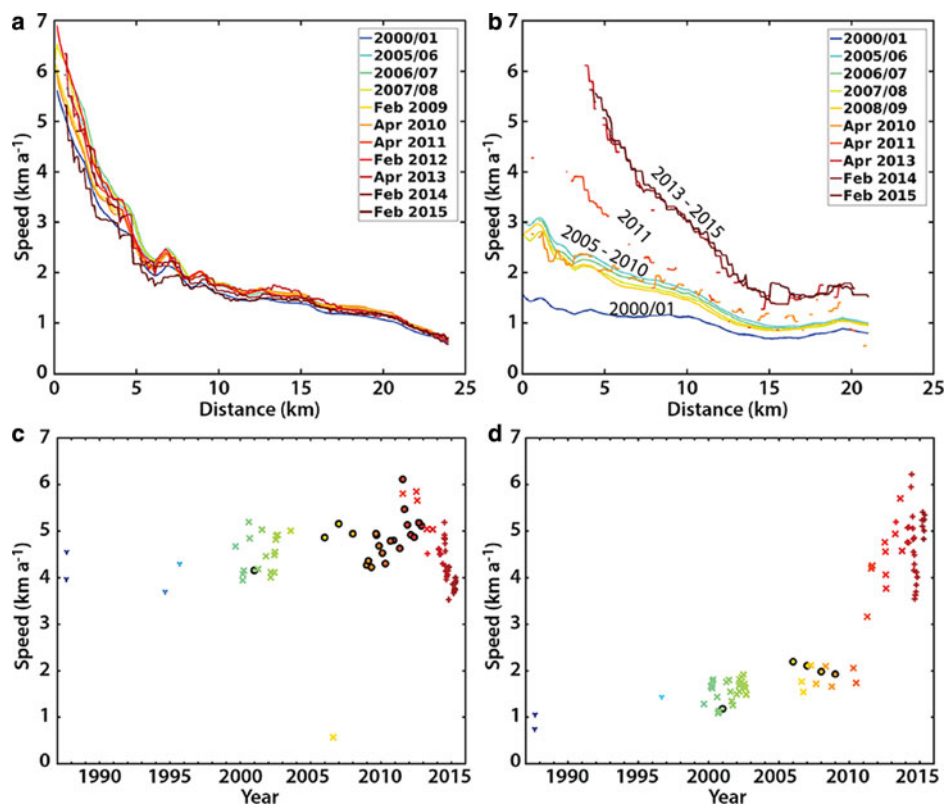 a
7
6
5
4
3
2
1
0
Speed (km a⁻¹)
0 5 10 15 20 25
Distance (km)
2000/01
2005/06
2006/07
2007/08
Feb 2009
Apr 2010
Apr 2011
Feb 2012
Apr 2013
Feb 2014
Feb 2015
b
7
6
5
4
3
2
1
0
Speed (km a⁻¹)
0 5 10 15 20 25
Distance (km)
2000/01
2005/06
2006/07
2007/08
2008/09
Apr 2010
Apr 2011
Apr 2013
Feb 2014
Feb 2015
2013 - 2015
2011
2005 - 2010
2000/01
c
7
6
5
4
3
2
1
0
Speed (km a⁻¹)
1990 1995 2000 2005 2010 2015
Year
d
7
6
5
4
3
2
1
0
Speed (km a⁻¹)
1990 1995 2000 2005 2010 2015
Year